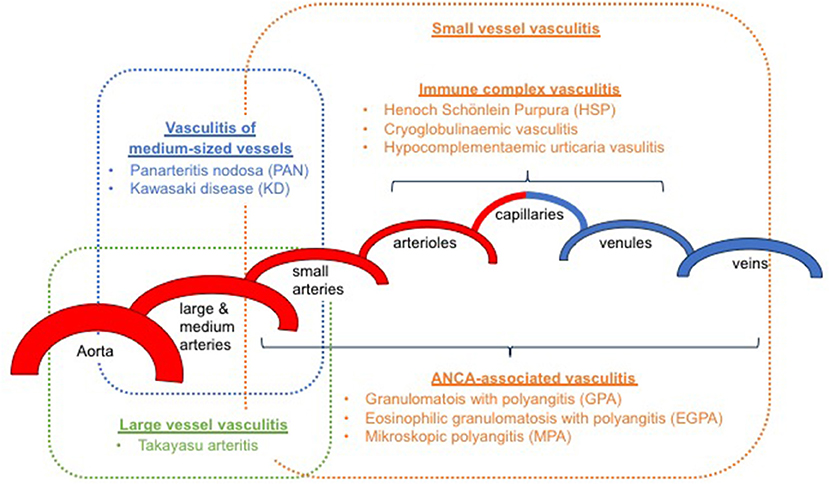 Small vessel vasculitis
Immune complex vasculitis
• Henoch Schönlein Purpura (HSP)
• Cryoglobulinaemic vasculitis
• Hypocomplementaemic urticaria vasulitis
Vasculitis of
medium-sized vessels
• Panarteritis nodosa (PAN)
• Kawasaki disease (KD)
Aorta
large &
medium
arteries
small
arteries
arterioles
capillaries
venules
veins
ANCA-associated vasculitis
• Granulomatois with polyangitis (GPA)
• Eosinophilic granulomatosis with polyangitis (EGPA)
• Mikroskopic polyangitis (MPA)
Large vessel vasculitis
• Takayasu arteritis